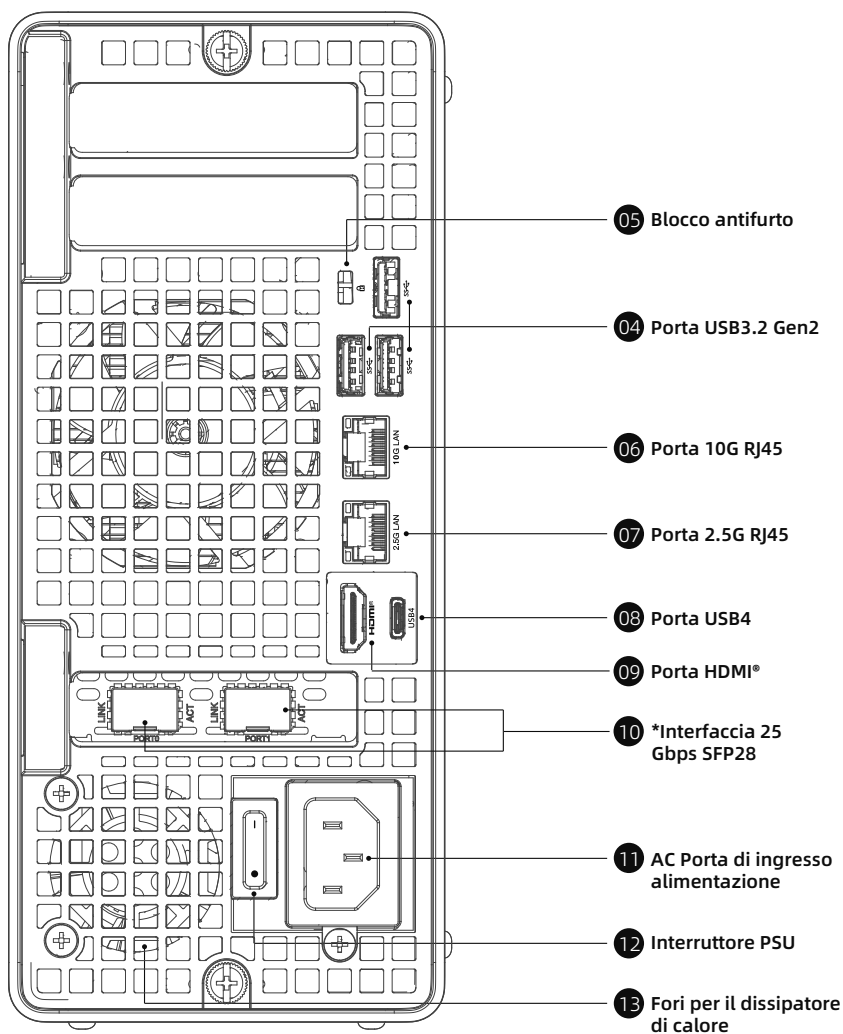 05 Blocco antifurto
SS
04 Porta USB3.2 Gen2
SS
SS
10G LAN
06 Porta 10G RJ45
2.5G LAN
07 Porta 2.5G RJ45
HDMI®
USB4
08 Porta USB4
09 Porta HDMI®
LINK
ACT
LINK
ACT
PORT0
PORT1
10 *Interfaccia 25
Gbps SFP28
11 AC Porta di ingresso
alimentazione
12 Interruttore PSU
13 Fori per il dissipatore
di calore